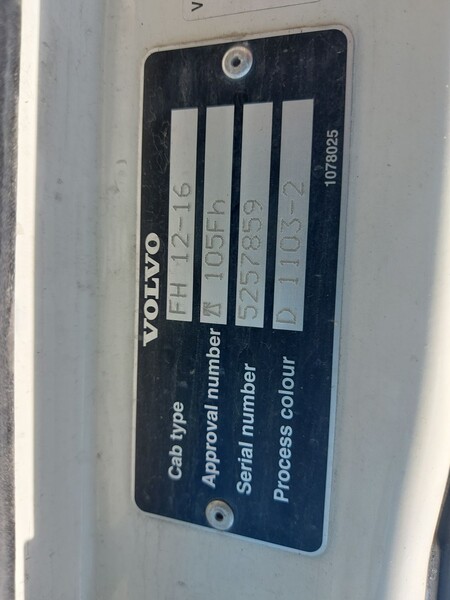 VOLVO
Cab type FH 12-16
Approval number 105Fh
Serial number 5257859
Process colour D 1103-2
1078025
V